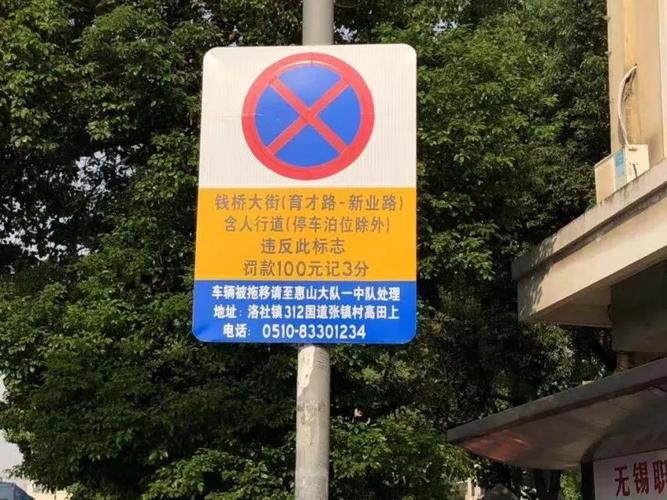 钱桥大街(育才路-新业路)
含人行道(停车泊位除外)
违反此标志
罚款100元记3分
车辆被拖移请至惠山大队一中队处理
地址：洛社镇312国道张镇村高田上
电话：0510-83301234
无锡职